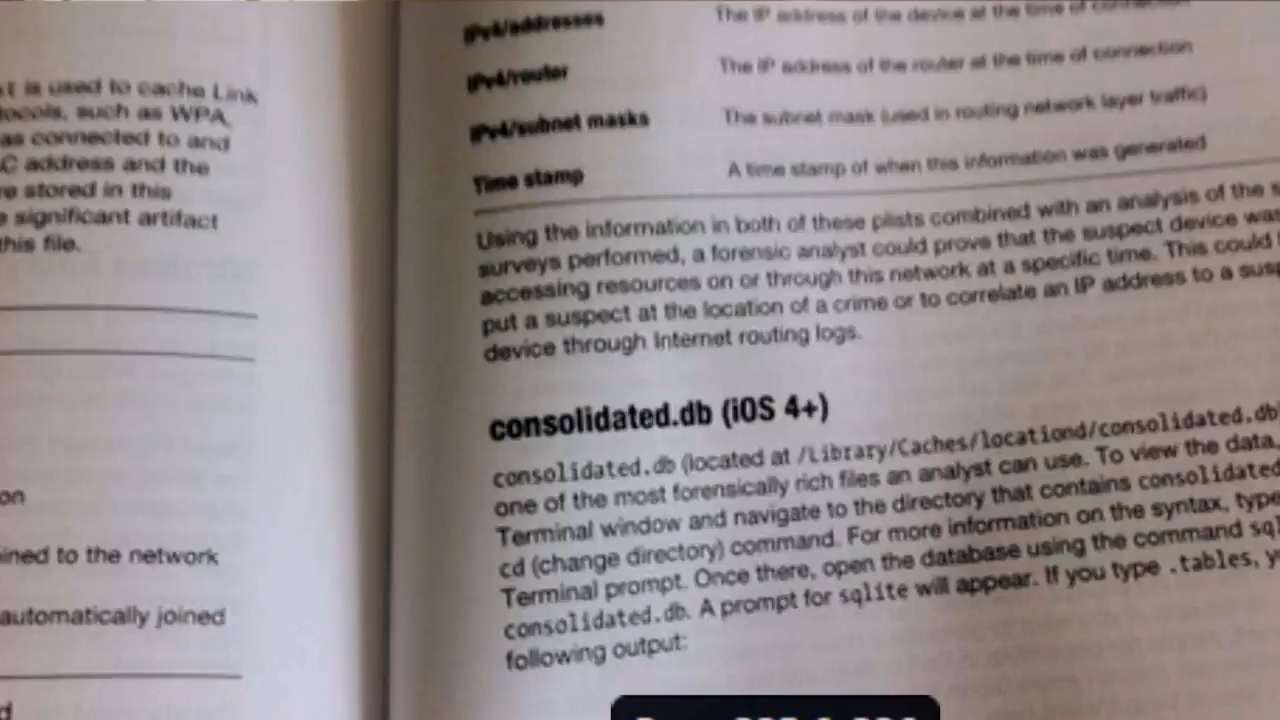 t is used to cache Link
tocols, such as WPA,
as connected to and
C address and the
re stored in this
e significant artifact
this file.
on
ined to the network
automatically joined
d
IPv4/addresses The IP address of the device at the time of connection
IPv4/router The IP address of the router at the time of connection
IPv4/subnet masks The subnet mask (used in routing network layer traffic)
Time stamp A time stamp of when this information was generated
Using the information in both of these plists combined with an analysis of the s
surveys performed, a forensic analyst could prove that the suspect device was
accessing resources on or through this network at a specific time. This could
put a suspect at the location of a crime or to correlate an IP address to a susp
device through Internet routing logs.
consolidated.db (iOS 4+)
consolidated.db (located at /Library/Caches/locationd/consolidated.db
one of the most forensically rich files an analyst can use. To view the data,
Terminal window and navigate to the directory that contains consolidated
cd (change directory) command. For more information on the syntax, type
Terminal prompt. Once there, open the database using the command sql
consolidated.db. A prompt for sqlite will appear. If you type .tables, y
following output: